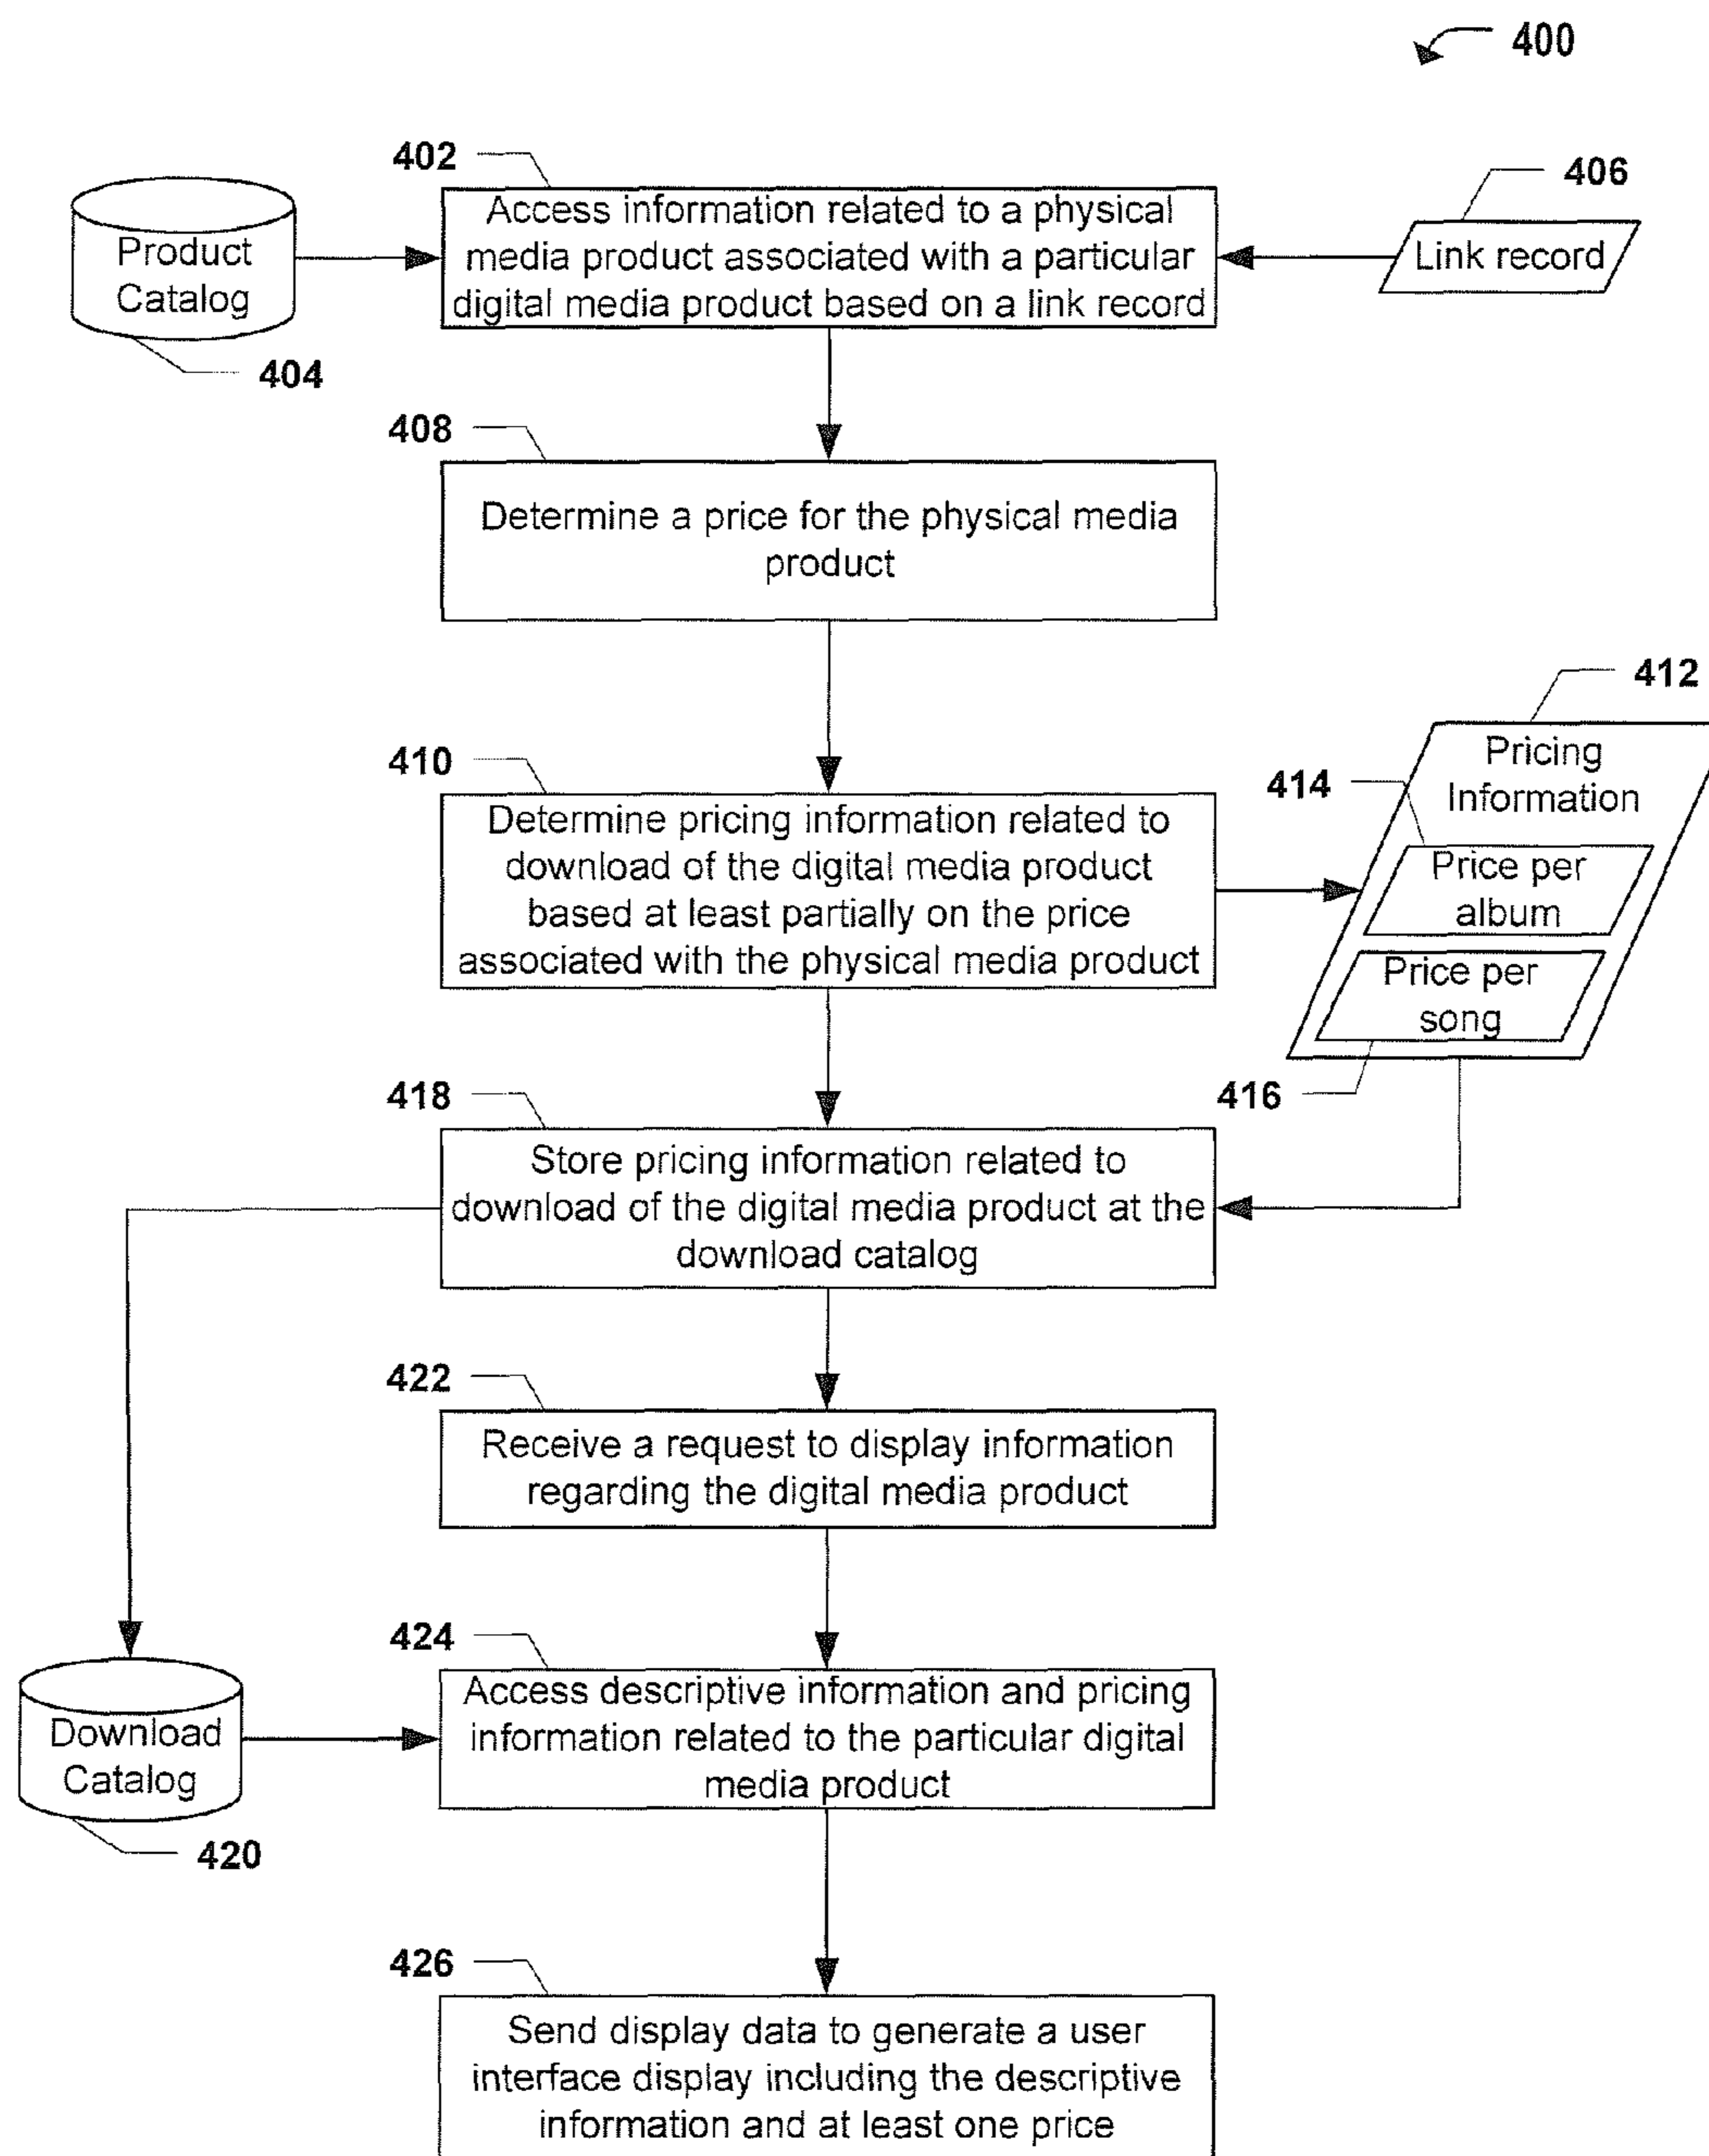 400
402
406
Product
Catalog
404
Access information related to a physical
media product associated with a particular
digital media product based on a link record
Link record
408
Determine a price for the physical media
product
412
410
Determine pricing information related to
download of the digital media product
based at least partially on the price
associated with the physical media product
Pricing
Information
414
Price per
album
Price per
song
416
418
Store pricing information related to
download of the digital media product at the
download catalog
422
Receive a request to display information
regarding the digital media product
424
Access descriptive information and pricing
information related to the particular digital
media product
Download
Catalog
420
426
Send display data to generate a user
interface display including the descriptive
information and at least one price